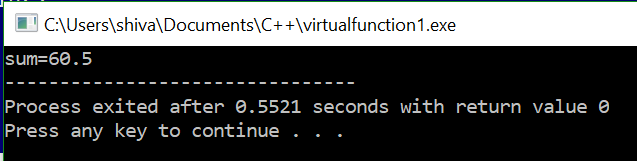 C:\Users\shiva\Documents\C++\virtualfunction1.exe
sum=60.5
--------------------------------
Process exited after 0.5521 seconds with return value 0
Press any key to continue . . .